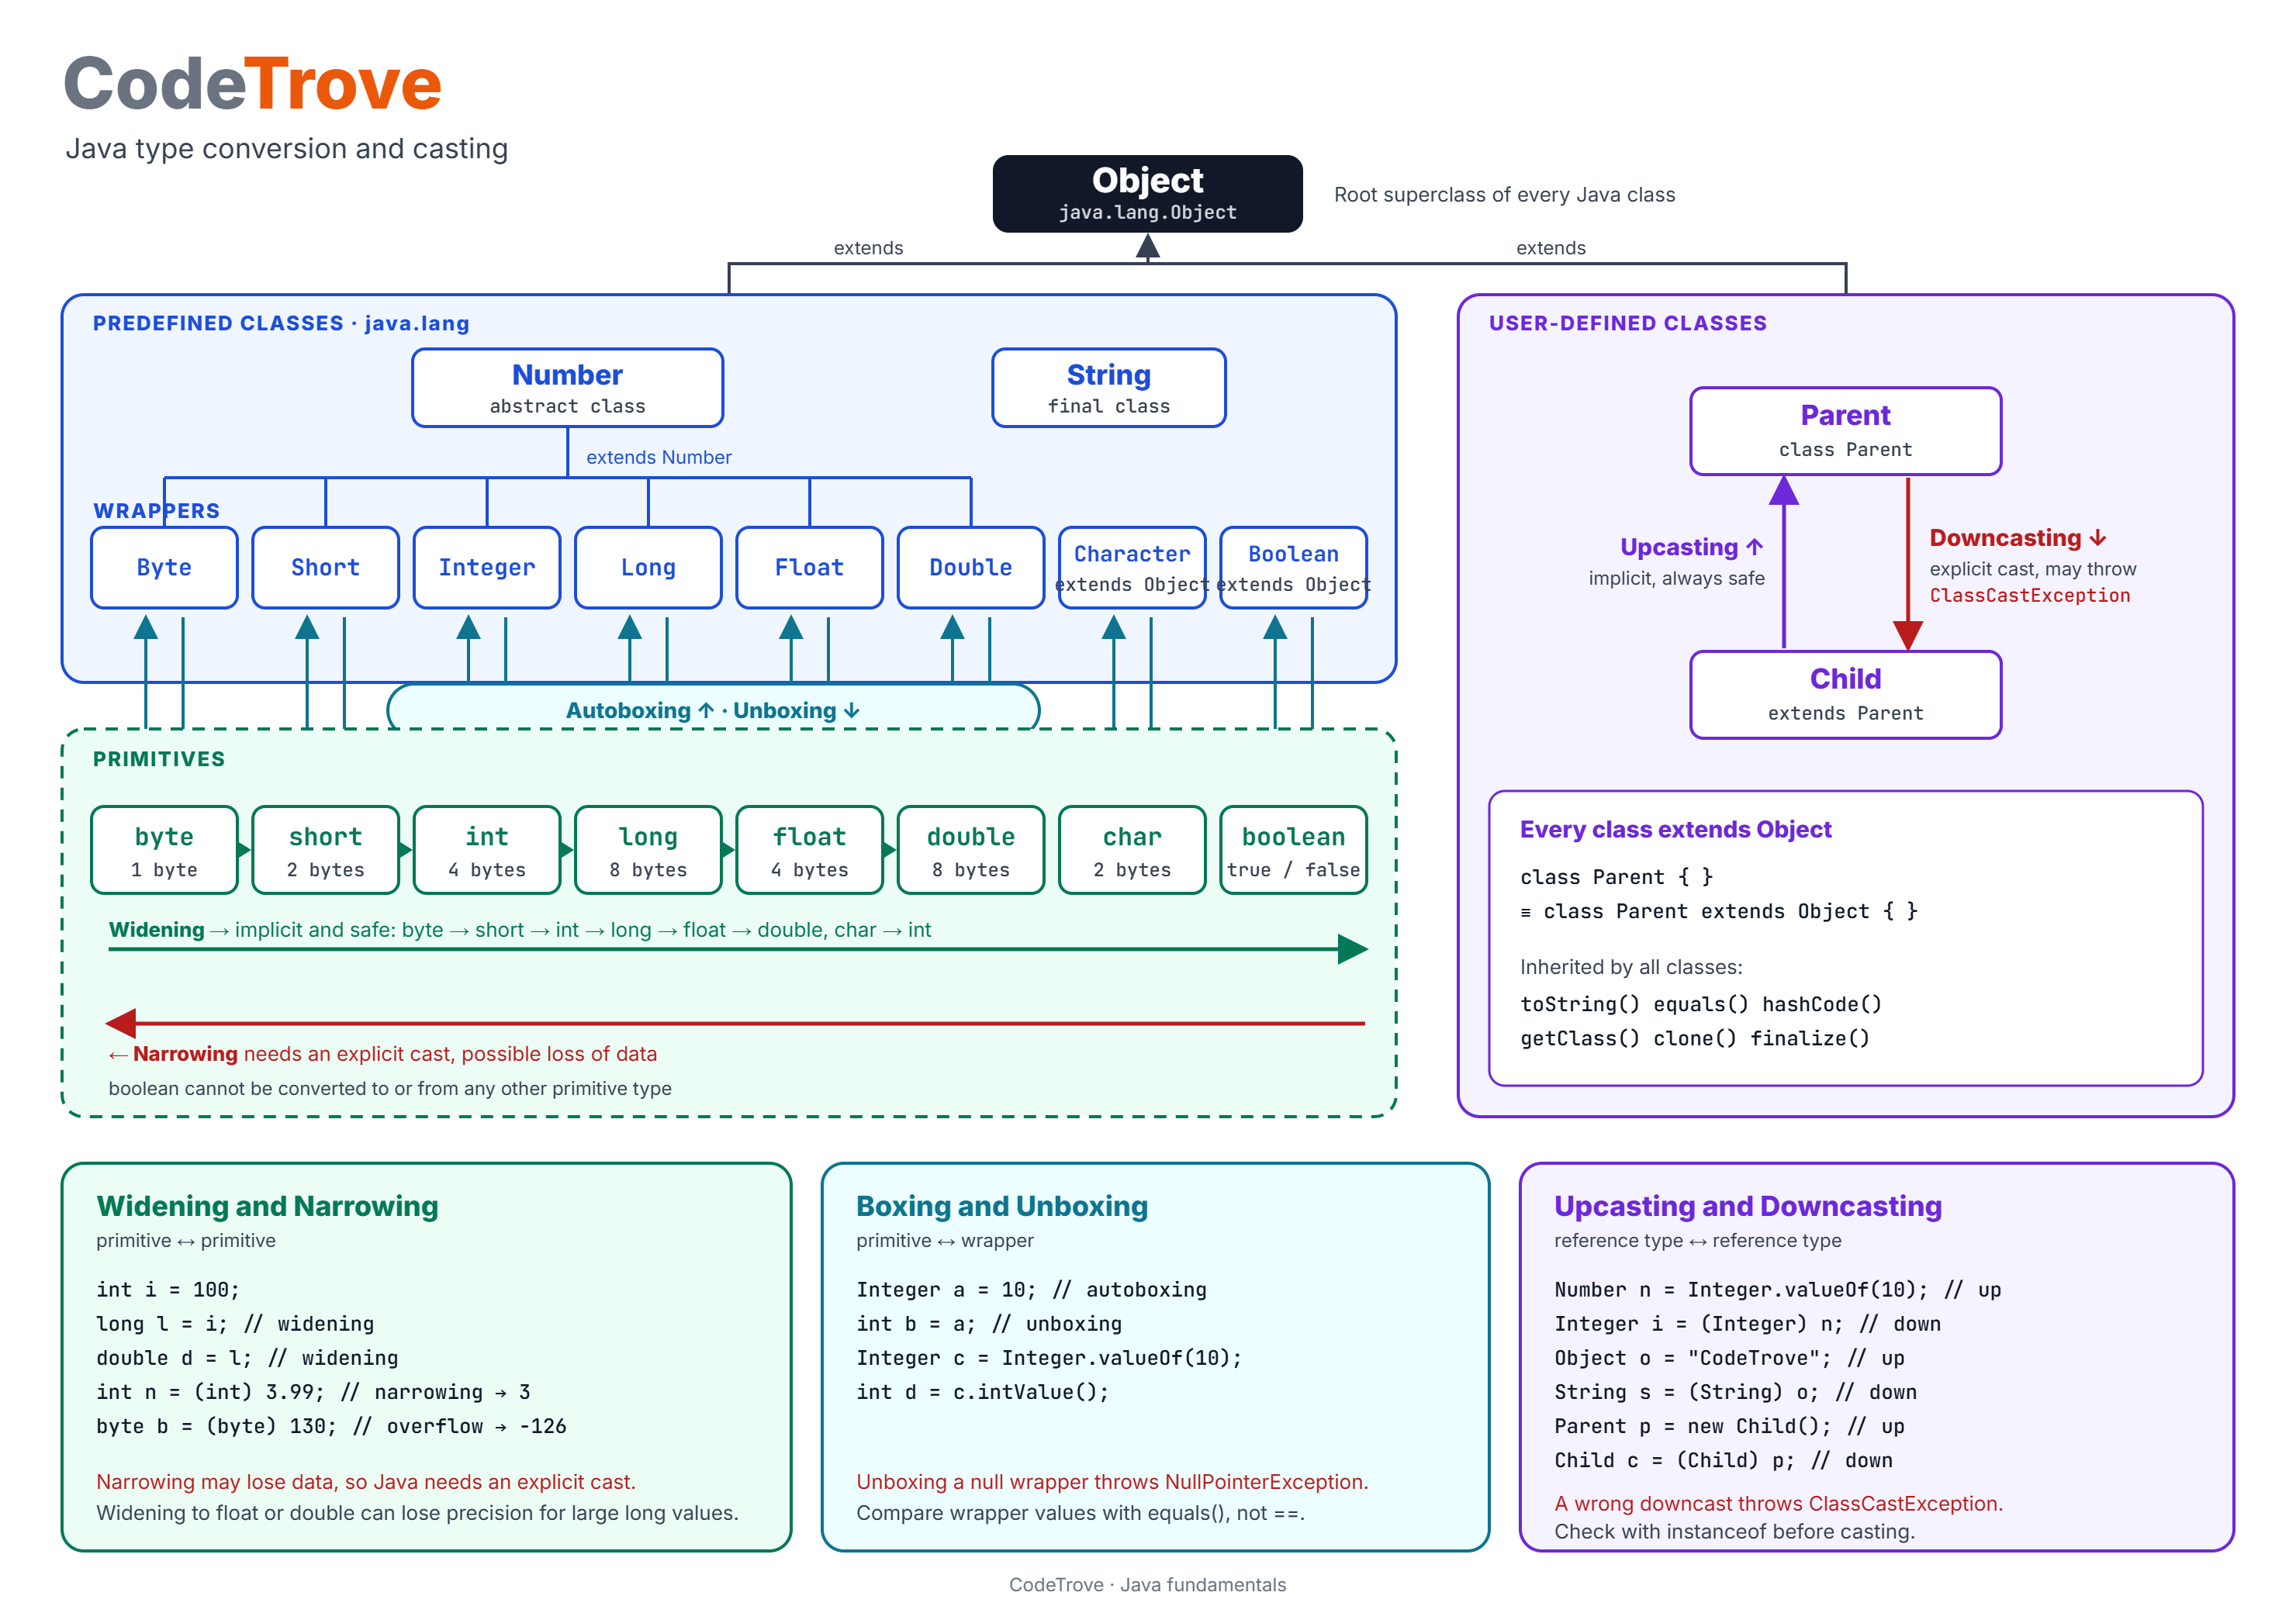 CodeTrove
Java type conversion and casting
Object
java.lang.Object
Root superclass of every Java class
extends
extends
PREDEFINED CLASSES · java.lang
Number
abstract class
String
final class
extends Number
WRAPPERS
Byte
Short
Integer
Long
Float
Double
Character
extends Object
Boolean
extends Object
Autoboxing ↑ · Unboxing ↓
PRIMITIVES
byte
1 byte
short
2 bytes
int
4 bytes
long
8 bytes
float
4 bytes
double
8 bytes
char
2 bytes
boolean
true / false
Widening → implicit and safe: byte → short → int → long → float → double, char → int
← Narrowing needs an explicit cast, possible loss of data
boolean cannot be converted to or from any other primitive type
USER-DEFINED CLASSES
Parent
class Parent
Upcasting ↑
implicit, always safe
Downcasting ↓
explicit cast, may throw
ClassCastException
Child
extends Parent
Every class extends Object
class Parent { }
≡ class Parent extends Object { }
Inherited by all classes:
toString() equals() hashCode()
getClass() clone() finalize()
Widening and Narrowing
primitive ↔ primitive
int i = 100;
long l = i; // widening
double d = l; // widening
int n = (int) 3.99; // narrowing → 3
byte b = (byte) 130; // overflow → -126
Narrowing may lose data, so Java needs an explicit cast.
Widening to float or double can lose precision for large long values.
Boxing and Unboxing
primitive ↔ wrapper
Integer a = 10; // autoboxing
int b = a; // unboxing
Integer c = Integer.valueOf(10);
int d = c.intValue();
Unboxing a null wrapper throws NullPointerException.
Compare wrapper values with equals(), not ==.
Upcasting and Downcasting
reference type ↔ reference type
Number n = Integer.valueOf(10); // up
Integer i = (Integer) n; // down
Object o = "CodeTrove"; // up
String s = (String) o; // down
Parent p = new Child(); // up
Child c = (Child) p; // down
A wrong downcast throws ClassCastException.
Check with instanceof before casting.
CodeTrove · Java fundamentals